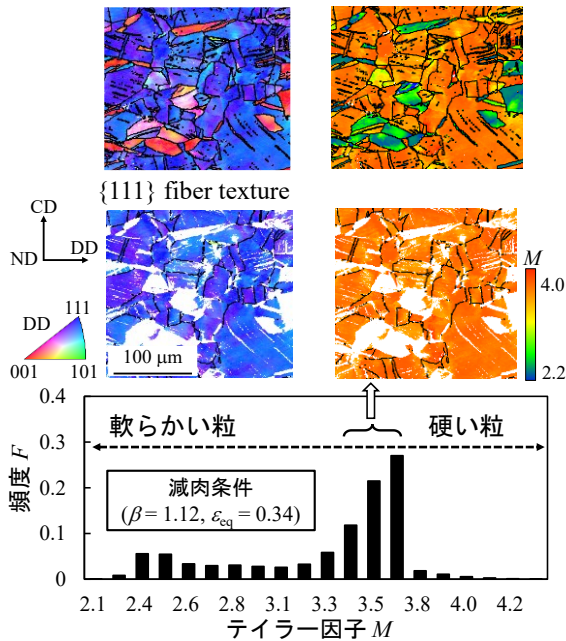 {111} fiber texture
CD
ND
DD
DD
111
001
101
100 μm
M
4.0
2.2
0.4
0.3
0.2
0.1
0
頻度 F
軟らかい粒
硬い粒
減肉条件
(β = 1.12, εeq = 0.34)
2.1 2.4 2.6 2.8 3.1 3.3 3.5 3.8 4.0 4.2
テイラー因子 M